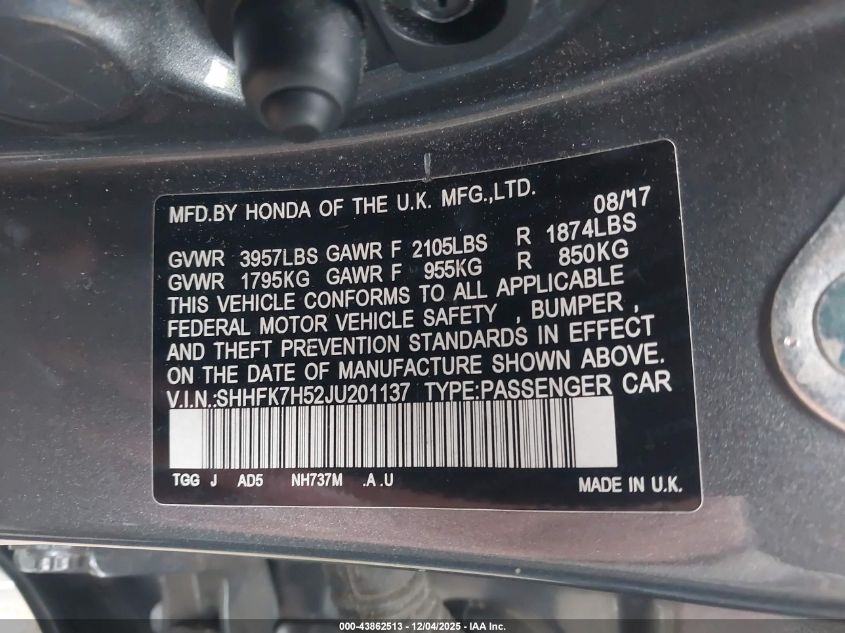 MFD.BY HONDA OF THE U.K. MFG.,LTD. 08/17
GVWR 3957LBS GAWR F 2105LBS R 1874LBS
GVWR 1795KG GAWR F 955KG R 850KG
THIS VEHICLE CONFORMS TO ALL APPLICABLE
FEDERAL MOTOR VEHICLE SAFETY , BUMPER ,
AND THEFT PREVENTION STANDARDS IN EFFECT
ON THE DATE OF MANUFACTURE SHOWN ABOVE.
V.I.N.:SHHFK7H52JU201137 TYPE:PASSENGER CAR
TGG J AD5 NH737M .A .U MADE IN U.K.
000-43862513 - 12/04/2025 - IAA Inc.